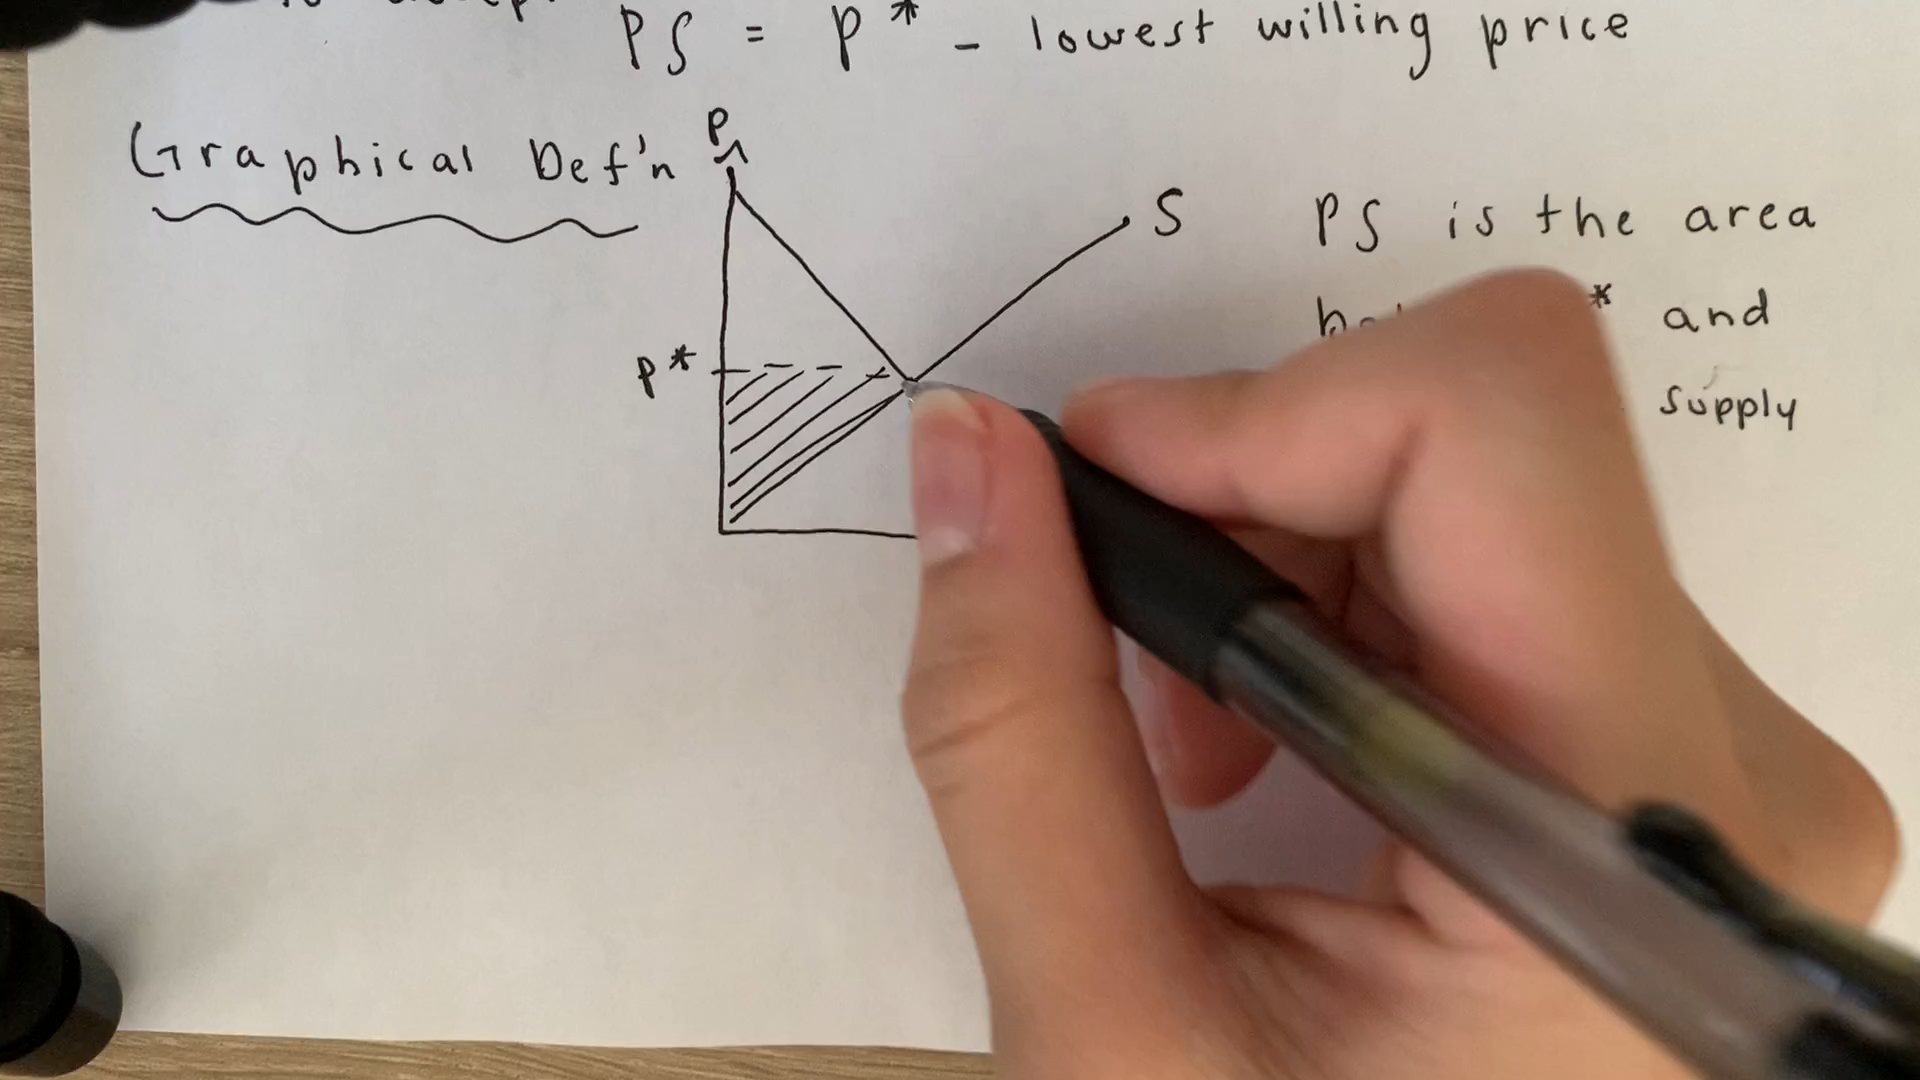 PS = P* - lowest willing price
Graphical Def'n
P
S
P*
PS is the area
* and
supply